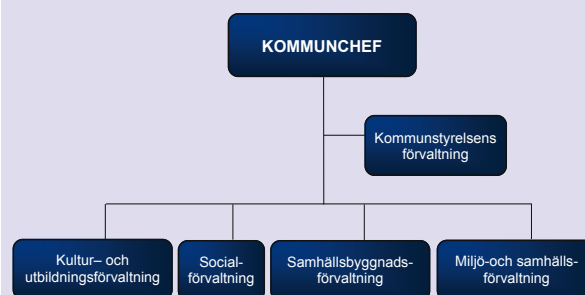 KOMMUNCHEF
Kommunstyrelsens
förvaltning
Kultur– och
utbildningsförvaltning
Social-
förvaltning
Samhällsbyggnads-
förvaltning
Miljö-och samhälls-
förvaltning